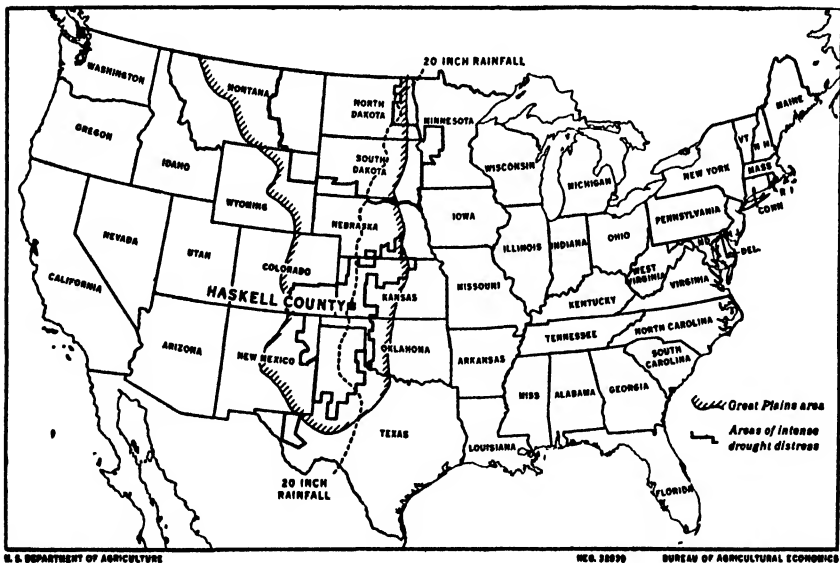 20 INCH RAINFALL
WASHINGTON
MONTANA
NORTH
DAKOTA
MINNESOTA
MAINE
OREGON
IDAHO
SOUTH
DAKOTA
WISCONSIN
MICHIGAN
VT
N H
NEW YORK
MASS
R I
CONN
WYOMING
NEBRASKA
IOWA
PENNSYLVANIA
NEVADA
UTAH
COLORADO
ILLINOIS
INDIANA
OHIO
MD
N J
DEL.
CALIFORNIA
HASKELL COUNTY
KANSAS
MISSOURI
WEST
VIRGINIA
VIRGINIA
KENTUCKY
ARIZONA
NEW MEXICO
OKLAHOMA
ARKANSAS
TENNESSEE
NORTH CAROLINA
SOUTH
CAROLINA
TEXAS
MISS
ALABAMA
GEORGIA
LOUISIANA
FLORIDA
Great Plains area
Areas of intense
drought distress
20 INCH
RAINFALL
U. S. DEPARTMENT OF AGRICULTURE
BUREAU OF AGRICULTURAL ECONOMICS